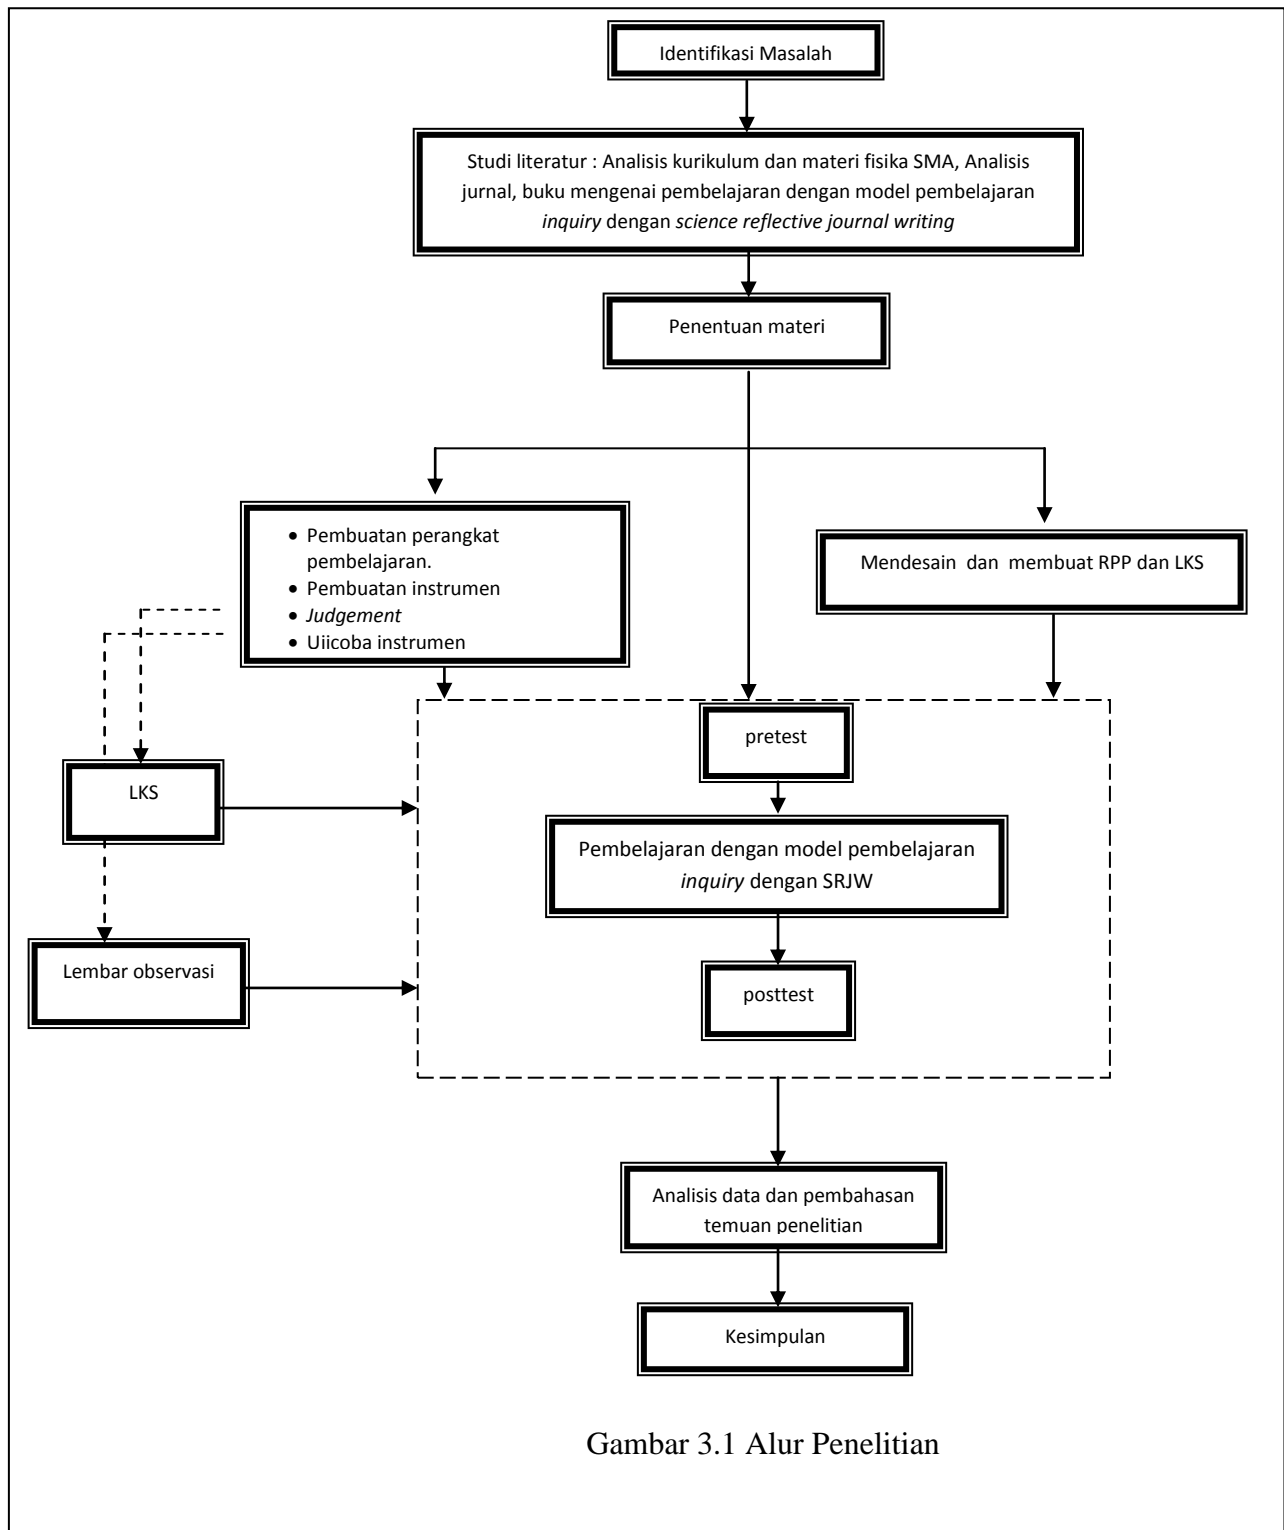 Identifikasi Masalah
Studi literatur : Analisis kurikulum dan materi fisika SMA, Analisis
jurnal, buku mengenai pembelajaran dengan model pembelajaran
inquiry dengan science reflective journal writing
Penentuan materi
• Pembuatan perangkat
pembelajaran.
• Pembuatan instrumen
• Judgement
• Uiicoba instrumen
Mendesain dan membuat RPP dan LKS
pretest
LKS
Pembelajaran dengan model pembelajaran
inquiry dengan SRJW
Lembar observasi
posttest
Analisis data dan pembahasan
temuan penelitian
Kesimpulan
Gambar 3.1 Alur Penelitian